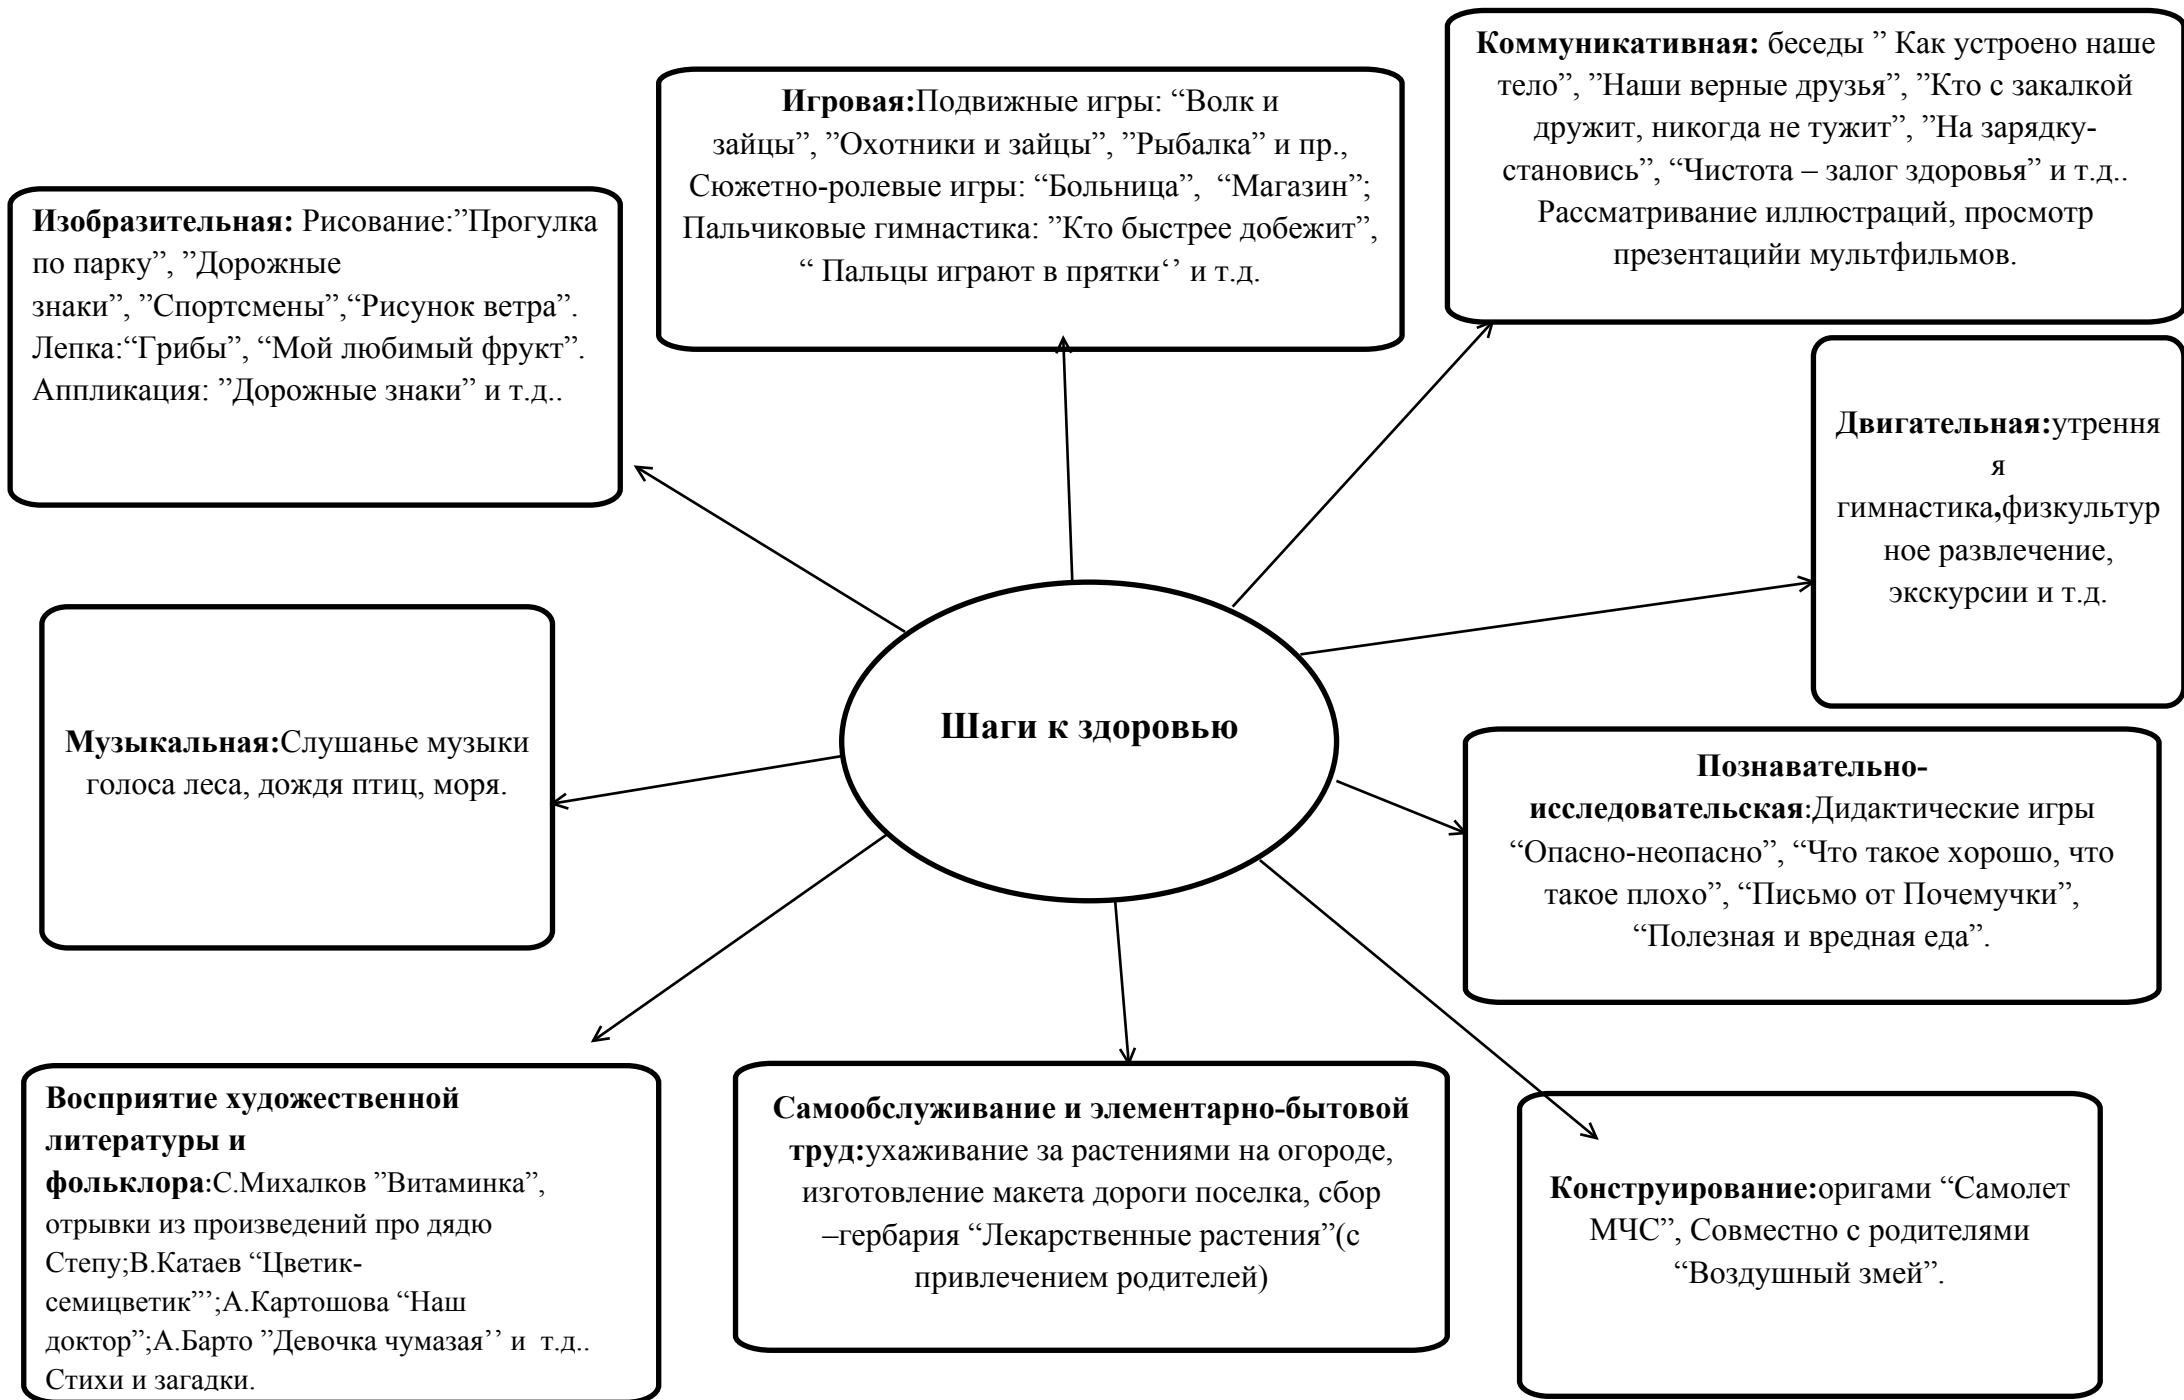 Коммуникативная: беседы ” Как устроено наше
тело”, ”Наши верные друзья”, ”Кто с закалкой
дружит, никогда не тужит”, ”На зарядку-
становись”, “Чистота – залог здоровья” и т.д..
Рассматривание иллюстраций, просмотр
презентацийи мультфильмов.
Игровая:Подвижные игры: “Волк и
зайцы”, ”Охотники и зайцы”, ”Рыбалка” и пр.,
Сюжетно-ролевые игры: “Больница”, “Магазин”;
Пальчиковые гимнастика: ”Кто быстрее добежит”,
“ Пальцы играют в прятки‘’ и т.д.
Изобразительная: Рисование:”Прогулка
по парку”, ”Дорожные
знаки”, ”Спортсмены”,“Рисунок ветра”.
Лепка:“Грибы”, “Мой любимый фрукт”.
Аппликация: ”Дорожные знаки” и т.д..
Двигательная:утрення
я
гимнастика,физкультур
ное развлечение,
экскурсии и т.д.
Шаги к здоровью
Музыкальная:Слушанье музыки
голоса леса, дождя птиц, моря.
Познавательно-
исследовательская:Дидактические игры
“Опасно-неопасно”, “Что такое хорошо, что
такое плохо”, “Письмо от Почемучки”,
“Полезная и вредная еда”.
Восприятие художественной
литературы и
фольклора:С.Михалков ”Витаминка”,
отрывки из произведений про дядю
Степу;В.Катаев “Цветик-
семицветик”’;А.Картошова “Наш
доктор”;А.Барто ”Девочка чумазая‘’ и т.д..
Стихи и загадки.
Самообслуживание и элементарно-бытовой
труд:ухаживание за растениями на огороде,
изготовление макета дороги поселка, сбор
–гербария “Лекарственные растения”(с
привлечением родителей)
Конструирование:оригами “Самолет
МЧС”, Совместно с родителями
“Воздушный змей”.